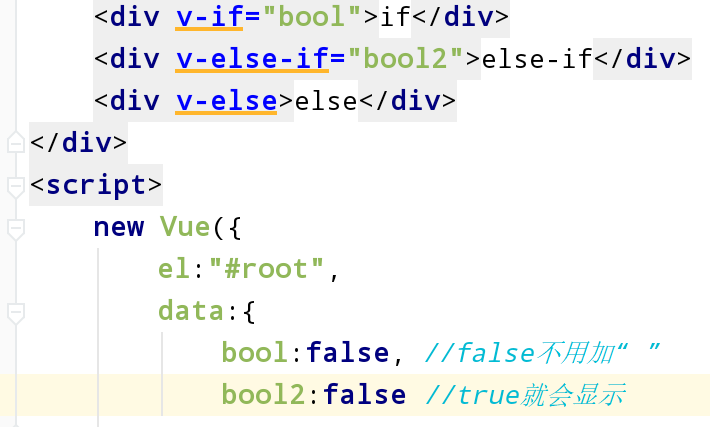 <div v-if="bool">if</div>
<div v-else-if="bool2">else-if</div>
<div v-else>else</div>
</div>
<script>
new Vue({
el:"#root",
data:{
bool:false, //false不用加“ ”
bool2:false //true就会显示